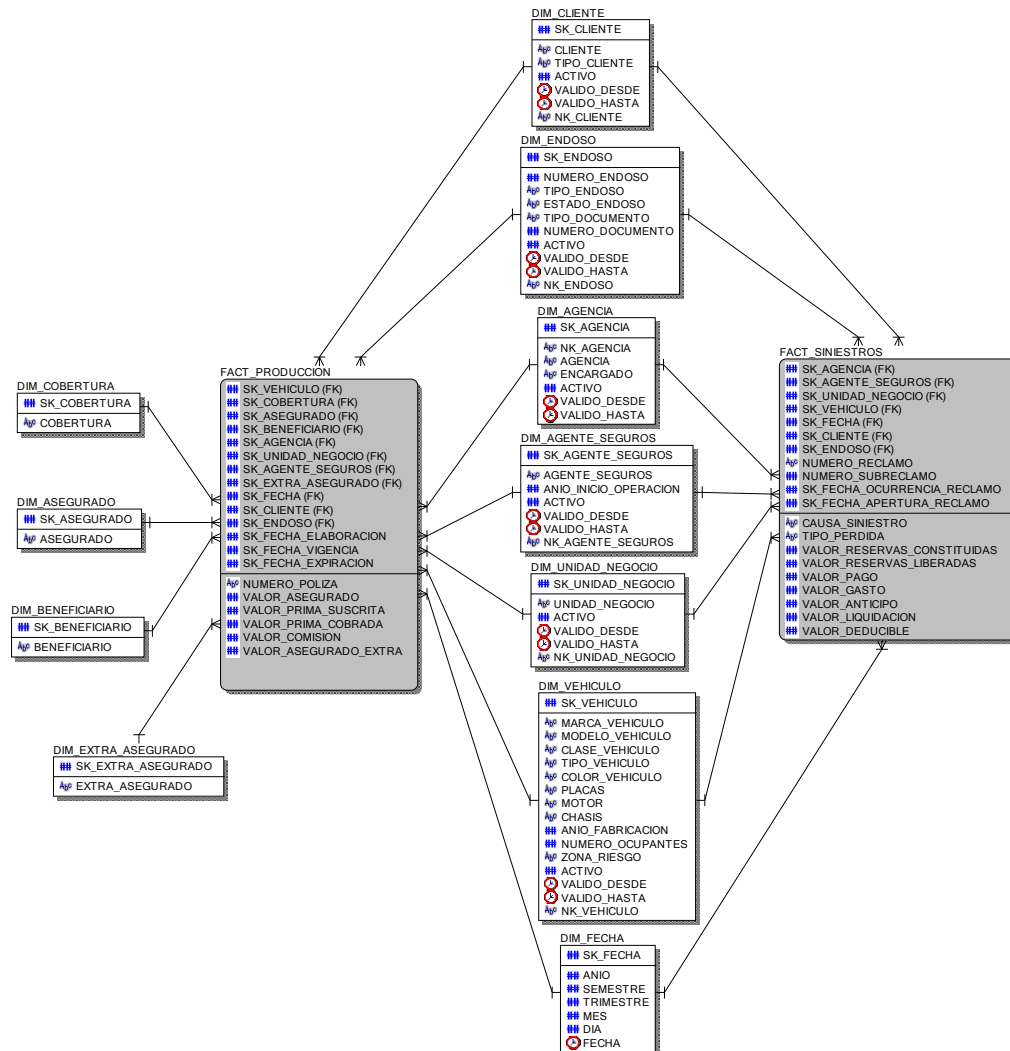 DIM_CLIENTE
SK_CLIENTE
CLIENTE
TIPO_CLIENTE
ACTIVO
VALIDO_DESDE
VALIDO_HASTA
NK_CLIENTE
DIM_ENDOSO
SK_ENDOSO
NUMERO_ENDOSO
TIPO_ENDOSO
ESTADO_ENDOSO
TIPO_DOCUMENTO
NUMERO_DOCUMENTO
ACTIVO
VALIDO_DESDE
VALIDO_HASTA
NK_ENDOSO
DIM_AGENCIA
SK_AGENCIA
NK_AGENCIA
AGENCIA
ENCARGADO
ACTIVO
VALIDO_DESDE
VALIDO_HASTA
DIM_COBERTURA
SK_COBERTURA
COBERTURA
DIM_ASEGURADO
SK_ASEGURADO
ASEGURADO
DIM_BENEFICIARIO
SK_BENEFICIARIO
BENEFICIARIO
DIM_EXTRA_ASEGURADO
SK_EXTRA_ASEGURADO
EXTRA_ASEGURADO
FACT_PRODUCCION
SK_VEHICULO (FK)
SK_COBERTURA (FK)
SK_ASEGURADO (FK)
SK_BENEFICIARIO (FK)
SK_AGENCIA (FK)
SK_UNIDAD_NEGOCIO (FK)
SK_AGENTE_SEGUROS (FK)
SK_EXTRA_ASEGURADO (FK)
SK_FECHA (FK)
SK_CLIENTE (FK)
SK_ENDOSO (FK)
SK_FECHA_ELABORACION
SK_FECHA_VIGENCIA
SK_FECHA_EXPIRACION
NUMERO_POLIZA
VALOR_ASEGURADO
VALOR_PRIMA_SUSCRITA
VALOR_PRIMA_COBRADA
VALOR_COMISION
VALOR_ASEGURADO_EXTRA
DIM_AGENTE_SEGUROS
SK_AGENTE_SEGUROS
AGENTE_SEGUROS
ANIO_INICIO_OPERACION
ACTIVO
VALIDO_DESDE
VALIDO_HASTA
NK_AGENTE_SEGUROS
DIM_UNIDAD_NEGOCIO
SK_UNIDAD_NEGOCIO
UNIDAD_NEGOCIO
ACTIVO
VALIDO_DESDE
VALIDO_HASTA
NK_UNIDAD_NEGOCIO
DIM_VEHICULO
SK_VEHICULO
MARCA_VEHICULO
MODELO_VEHICULO
CLASE_VEHICULO
TIPO_VEHICULO
COLOR_VEHICULO
PLACAS
MOTOR
CHASIS
ANIO_FABRICACION
NUMERO_OCUPANTES
ZONA_RIESGO
ACTIVO
VALIDO_DESDE
VALIDO_HASTA
NK_VEHICULO
DIM_FECHA
SK_FECHA
ANIO
SEMESTRE
TRIMESTRE
MES
DIA
FECHA
FACT_SINIESTROS
SK_AGENCIA (FK)
SK_AGENTE_SEGUROS (FK)
SK_UNIDAD_NEGOCIO (FK)
SK_VEHICULO (FK)
SK_FECHA (FK)
SK_CLIENTE (FK)
SK_ENDOSO (FK)
NUMERO_RECLAMO
NUMERO_SUBRECLAMO
SK_FECHA_OCURRENCIA_RECLAMO
SK_FECHA_APERTURA_RECLAMO
CAUSA_SINIESTRO
TIPO_PERDIDA
VALOR_RESERVAS_CONSTITUIDAS
VALOR_RESERVAS_LIBERADAS
VALOR_PAGO
VALOR_GASTO
VALOR_ANTICIPO
VALOR_LIQUIDACION
VALOR_DEDUCIBLE